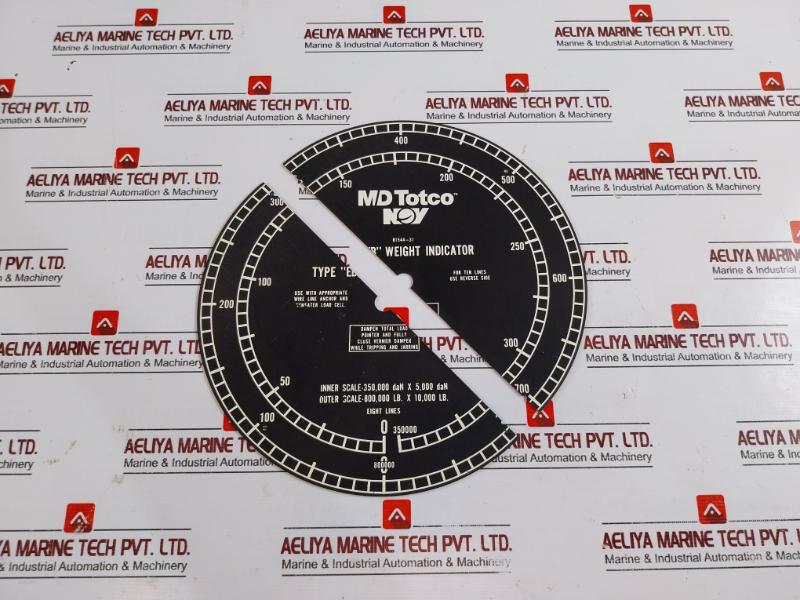 AELIYA MARINE TECH PVT. LTD.
Marine & Industrial Automation & Machinery
MD Totco™
NOV
TYPE "EB" WEIGHT INDICATOR
FOR TEN LINES
USE REVERSE SIDE
USE WITH APPROPRIATE
WIRE LINE ANCHOR AND
LOAD CELL.
DAMPEN TOTAL LOAD
POINTER AND FULLY
CLOSE VERNIER DAMPER
WHILE TRIPPING AND JARRING
INNER SCALE-350,000 daN X 5,000 daN
OUTER SCALE-800,000 LB. X 10,000 LB.
EIGHT LINES
0
50
100
150
200
250
300
350000
0
100
200
300
400
500
600
700
800000